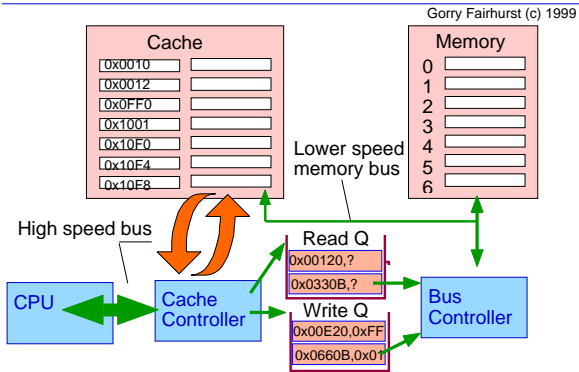 Gorry Fairhurst (c) 1999
Cache
0x0010
0x0012
0x0FF0
0x1001
0x10F0
0x10F4
0x10F8
Memory
0
1
2
3
4
5
6
Lower speed
memory bus
High speed bus
Read Q
0x00120,?
0x0330B,?
Write Q
0x00E20,0xFF
0x0660B,0x01
CPU
Cache
Controller
Bus
Controller